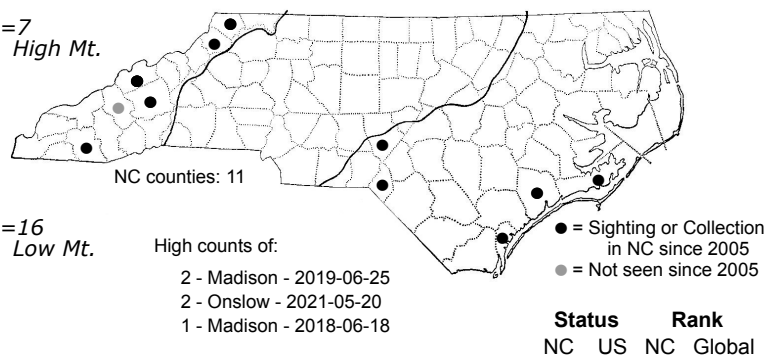 =7
High Mt.
NC counties: 11
=16
Low Mt.
High counts of:
2 - Madison - 2019-06-25
2 - Onslow - 2021-05-20
1 - Madison - 2018-06-18
● = Sighting or Collection
in NC since 2005
● = Not seen since 2005
Status Rank
NC US NC Global